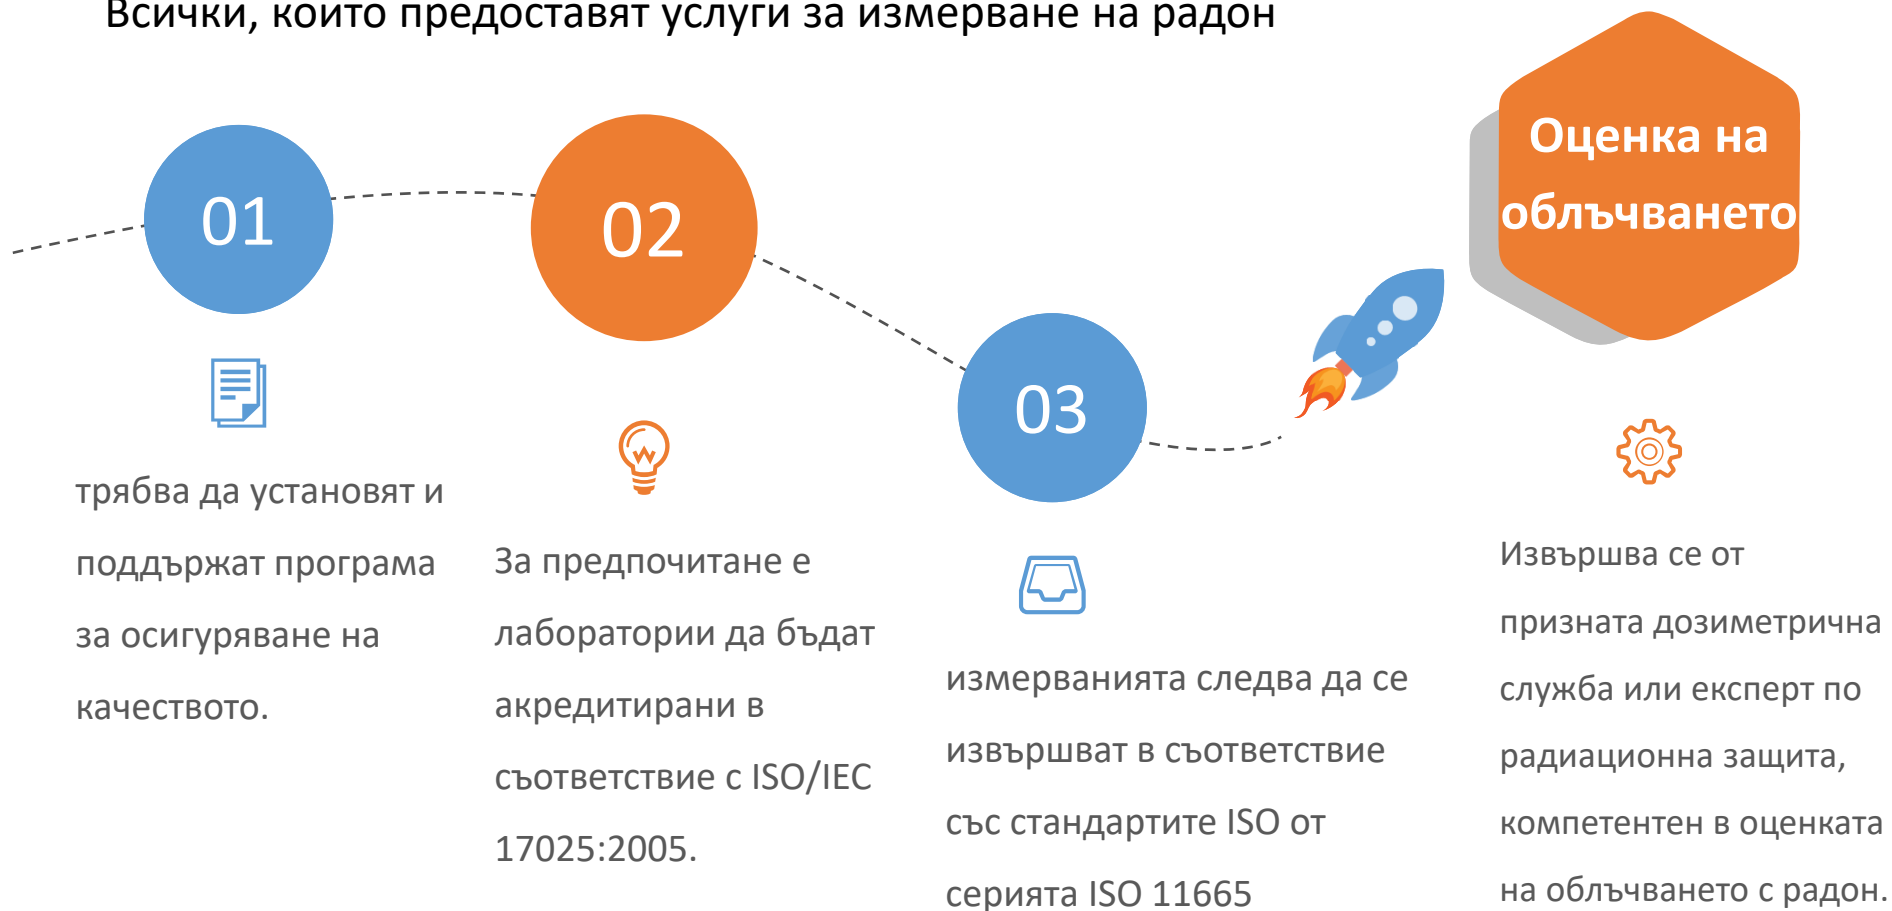 Всички, които предоставят услуги за измерване на радон
01
трябва да установят и
поддържат програма
за осигуряване на
качеството.
02
За предпочитане е
лаборатории да бъдат
акредитирани в
съответствие с ISO/IEC
17025:2005.
03
измерванията следва да се
извършват в съответствие
със стандартите ISO от
серията ISO 11665
Оценка на
облъчването
Извършва се от
призната дозиметрична
служба или експерт по
радиационна защита,
компетентен в оценката
на облъчването с радон.